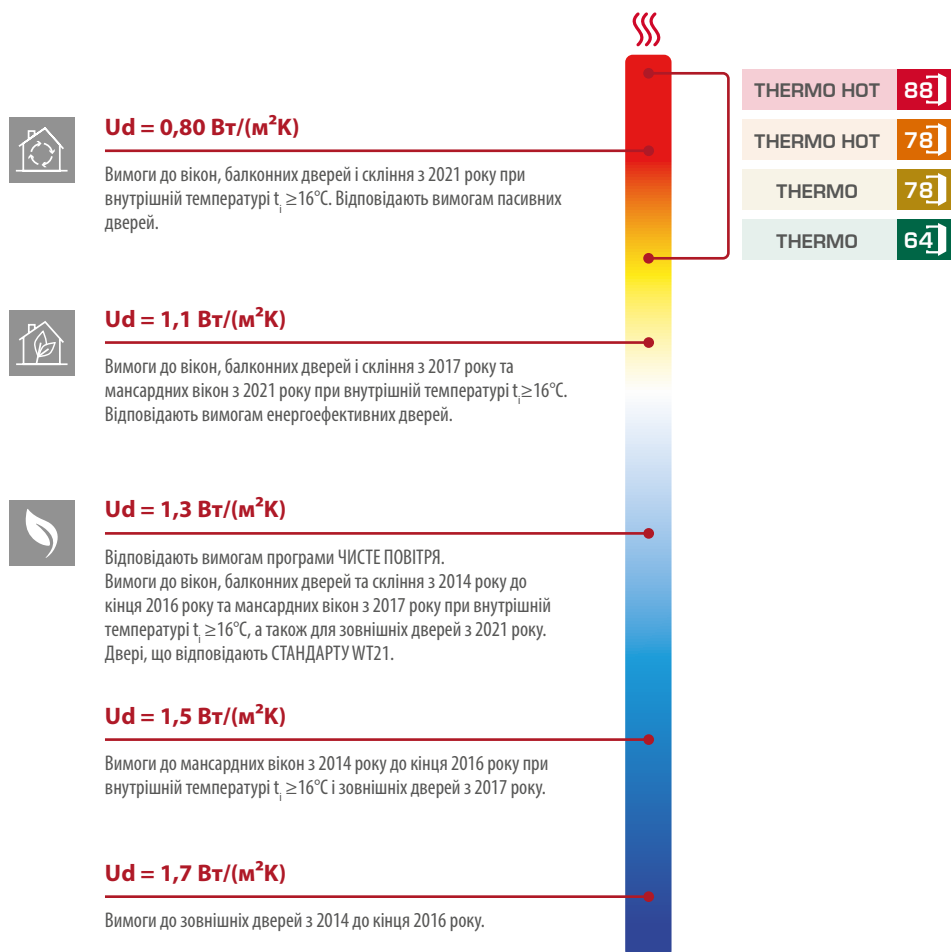 THERMO HOT 88
THERMO HOT 78
THERMO 78
THERMO 64
Ud = 0,80 Вт/(м²K)
Вимоги до вікон, балконних дверей і скління з 2021 року при
внутрішній температурі tᵢ ≥16°C. Відповідають вимогам пасивних
дверей.
Ud = 1,1 Вт/(м²K)
Вимоги до вікон, балконних дверей і скління з 2017 року та
мансардних вікон з 2021 року при внутрішній температурі tᵢ≥16°C.
Відповідають вимогам енергоефективних дверей.
Ud = 1,3 Вт/(м²K)
Відповідають вимогам програми ЧИСТЕ ПОВІТРЯ.
Вимоги до вікон, балконних дверей та скління з 2014 року до
кінця 2016 року та мансардних вікон з 2017 року при внутрішній
температурі tᵢ ≥16°C, а також для зовнішніх дверей з 2021 року.
Двері, що відповідають СТАНДАРТУ WT21.
Ud = 1,5 Вт/(м²K)
Вимоги до мансардних вікон з 2014 року до кінця 2016 року при
внутрішній температурі tᵢ ≥16°C і зовнішніх дверей з 2017 року.
Ud = 1,7 Вт/(м²K)
Вимоги до зовнішніх дверей з 2014 до кінця 2016 року.